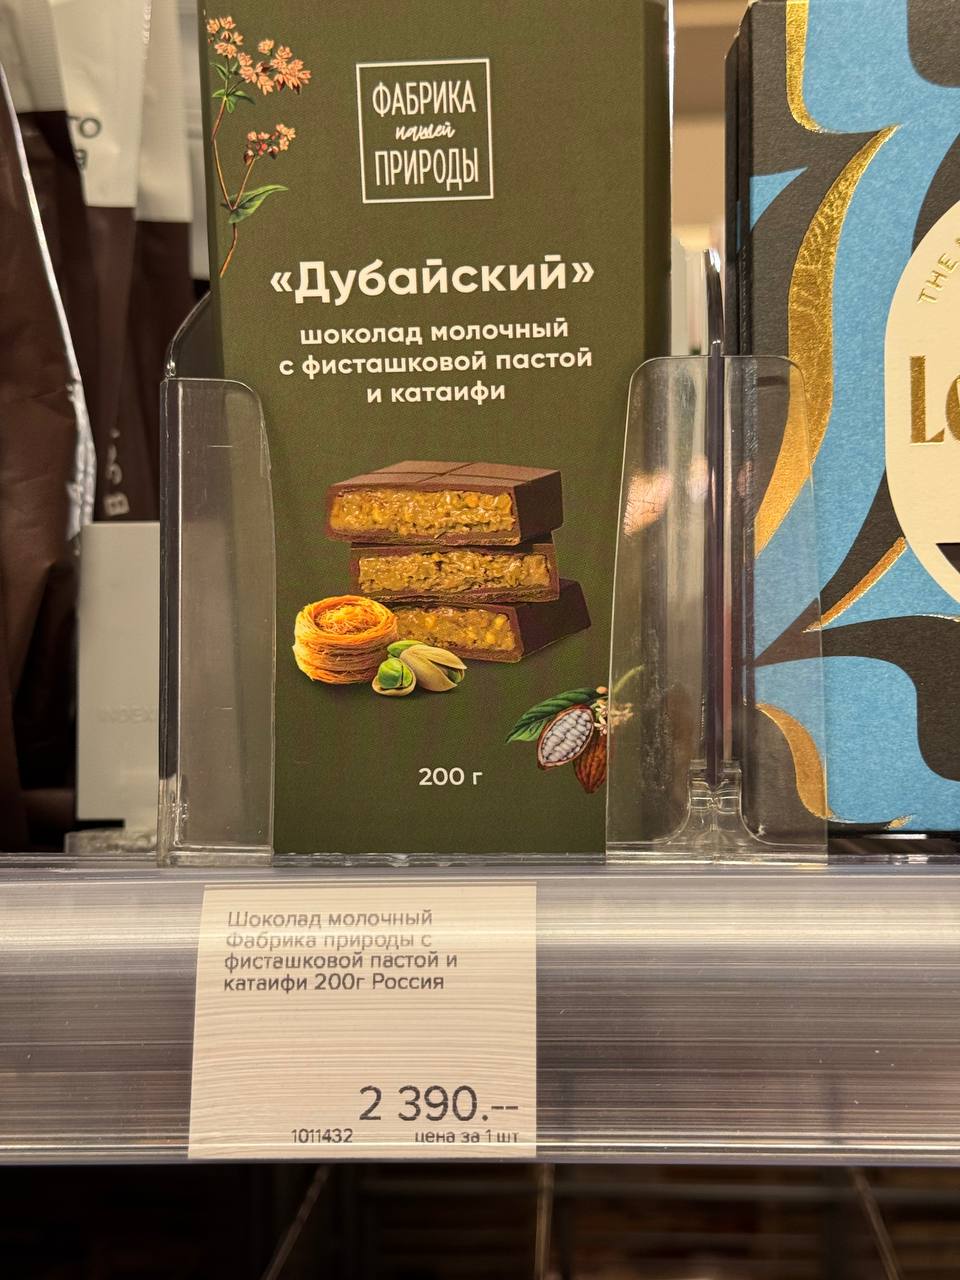 ФАБРИКА
нашей
ПРИРОДЫ
«Дубайский»
шоколад молочный
с фисташковой пастой
и катаифи
200 г
THE
Шоколад молочный
Фабрика природы с
фисташковой пастой и
катаифи 200г Россия
2 390.--
1011432 цена за 1 шт